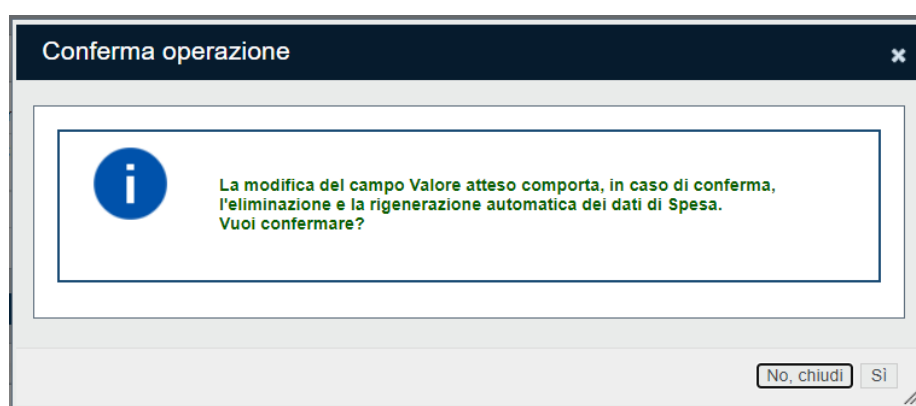 Conferma operazione
La modifica del campo Valore atteso comporta, in caso di conferma,
l'eliminazione e la rigenerazione automatica dei dati di Spesa.
Vuoi confermare?
No, chiudi Sì